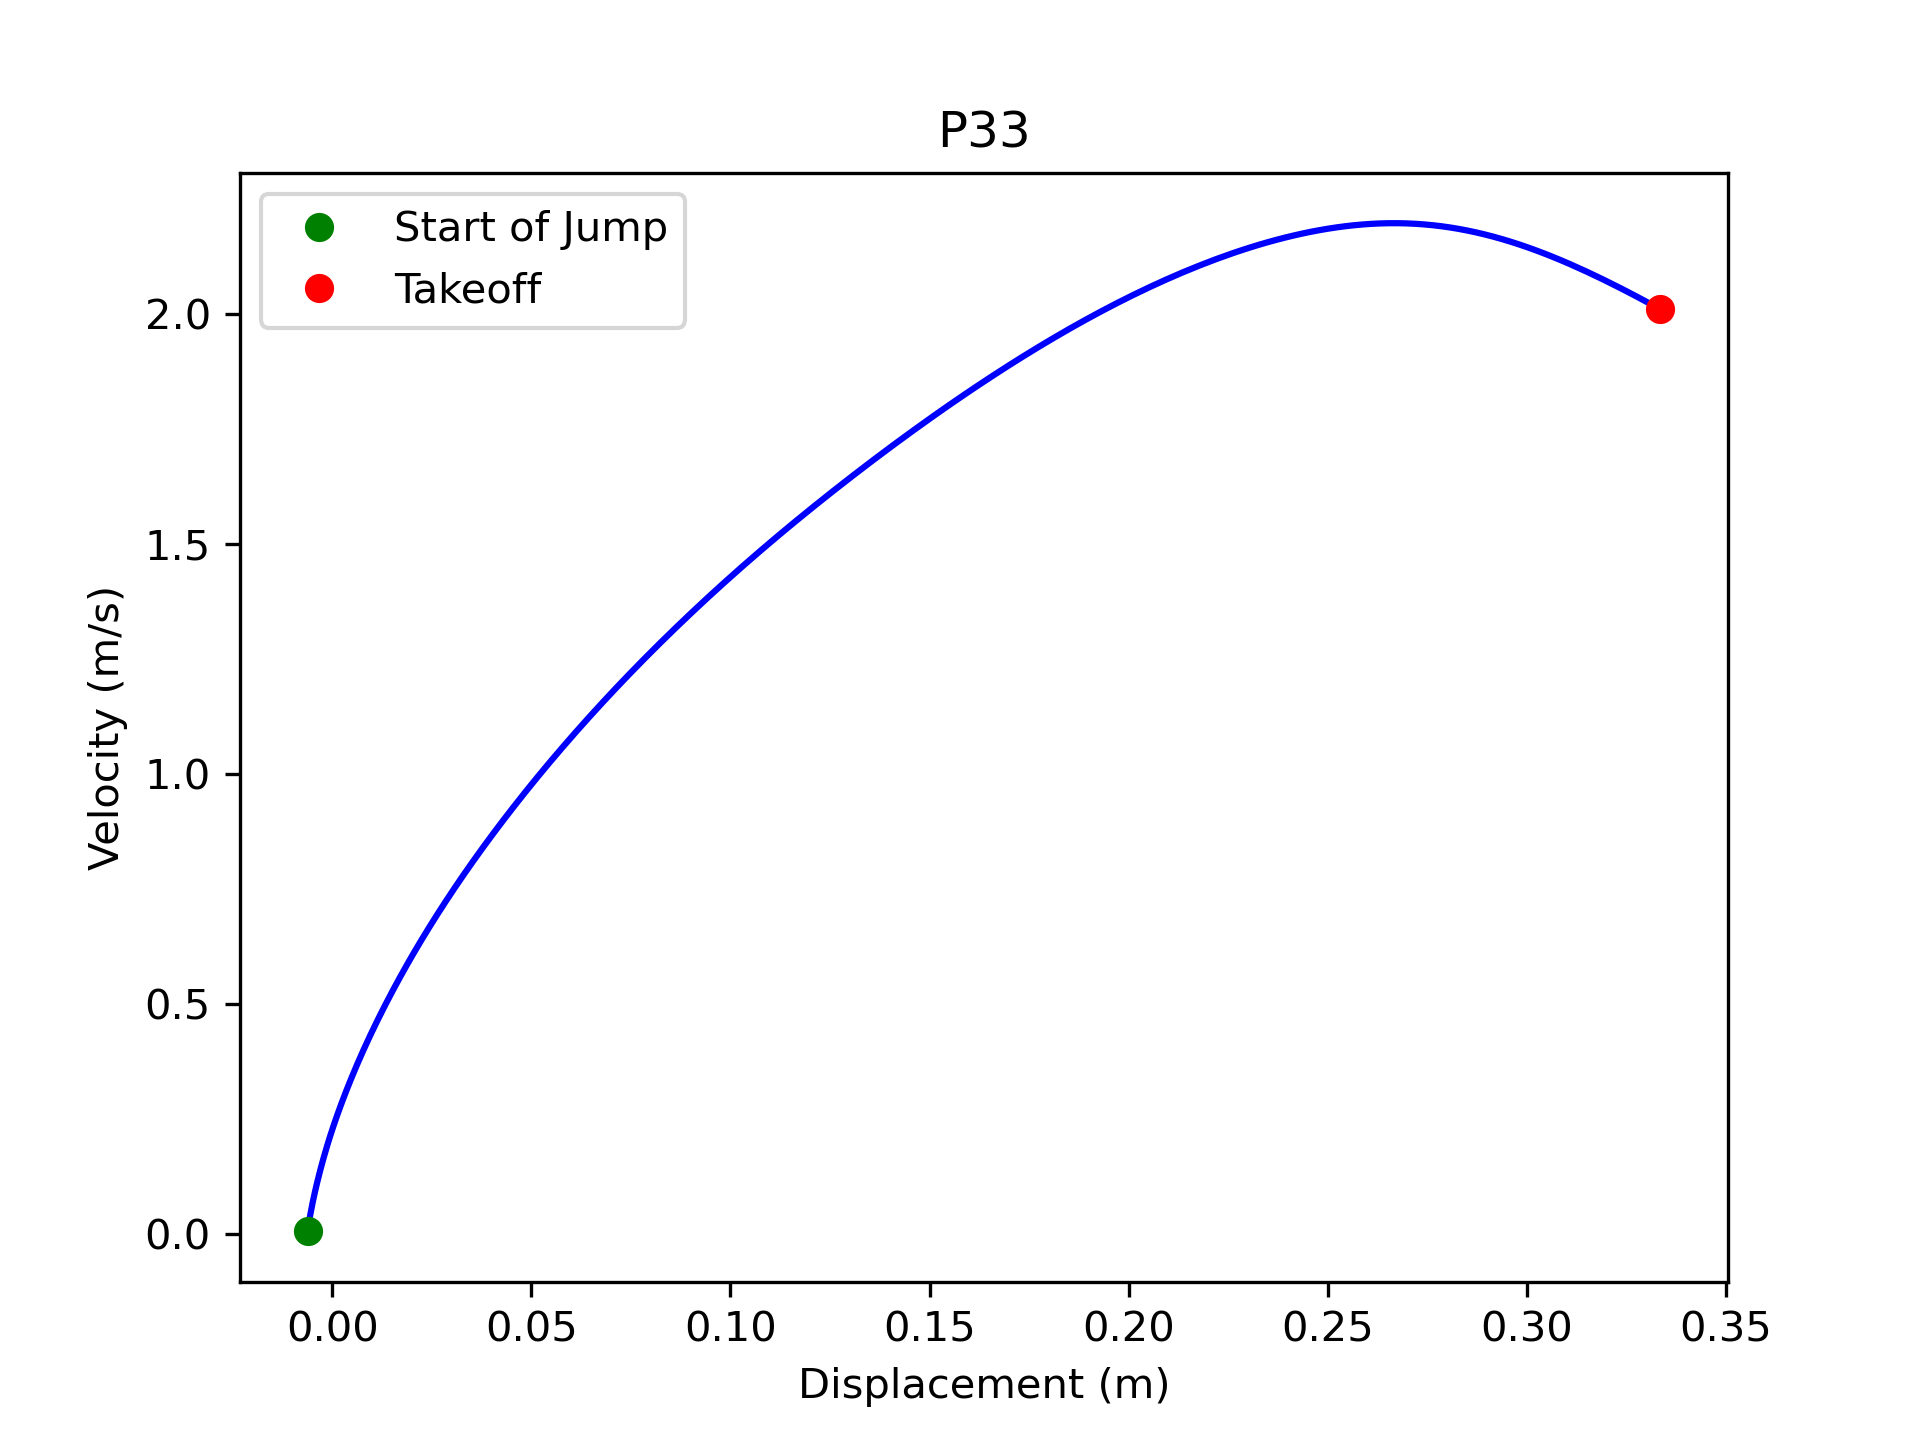 P33
Start of Jump
Takeoff
2.0
1.5
1.0
0.5
0.0
Velocity (m/s)
0.00 0.05 0.10 0.15 0.20 0.25 0.30 0.35
Displacement (m)